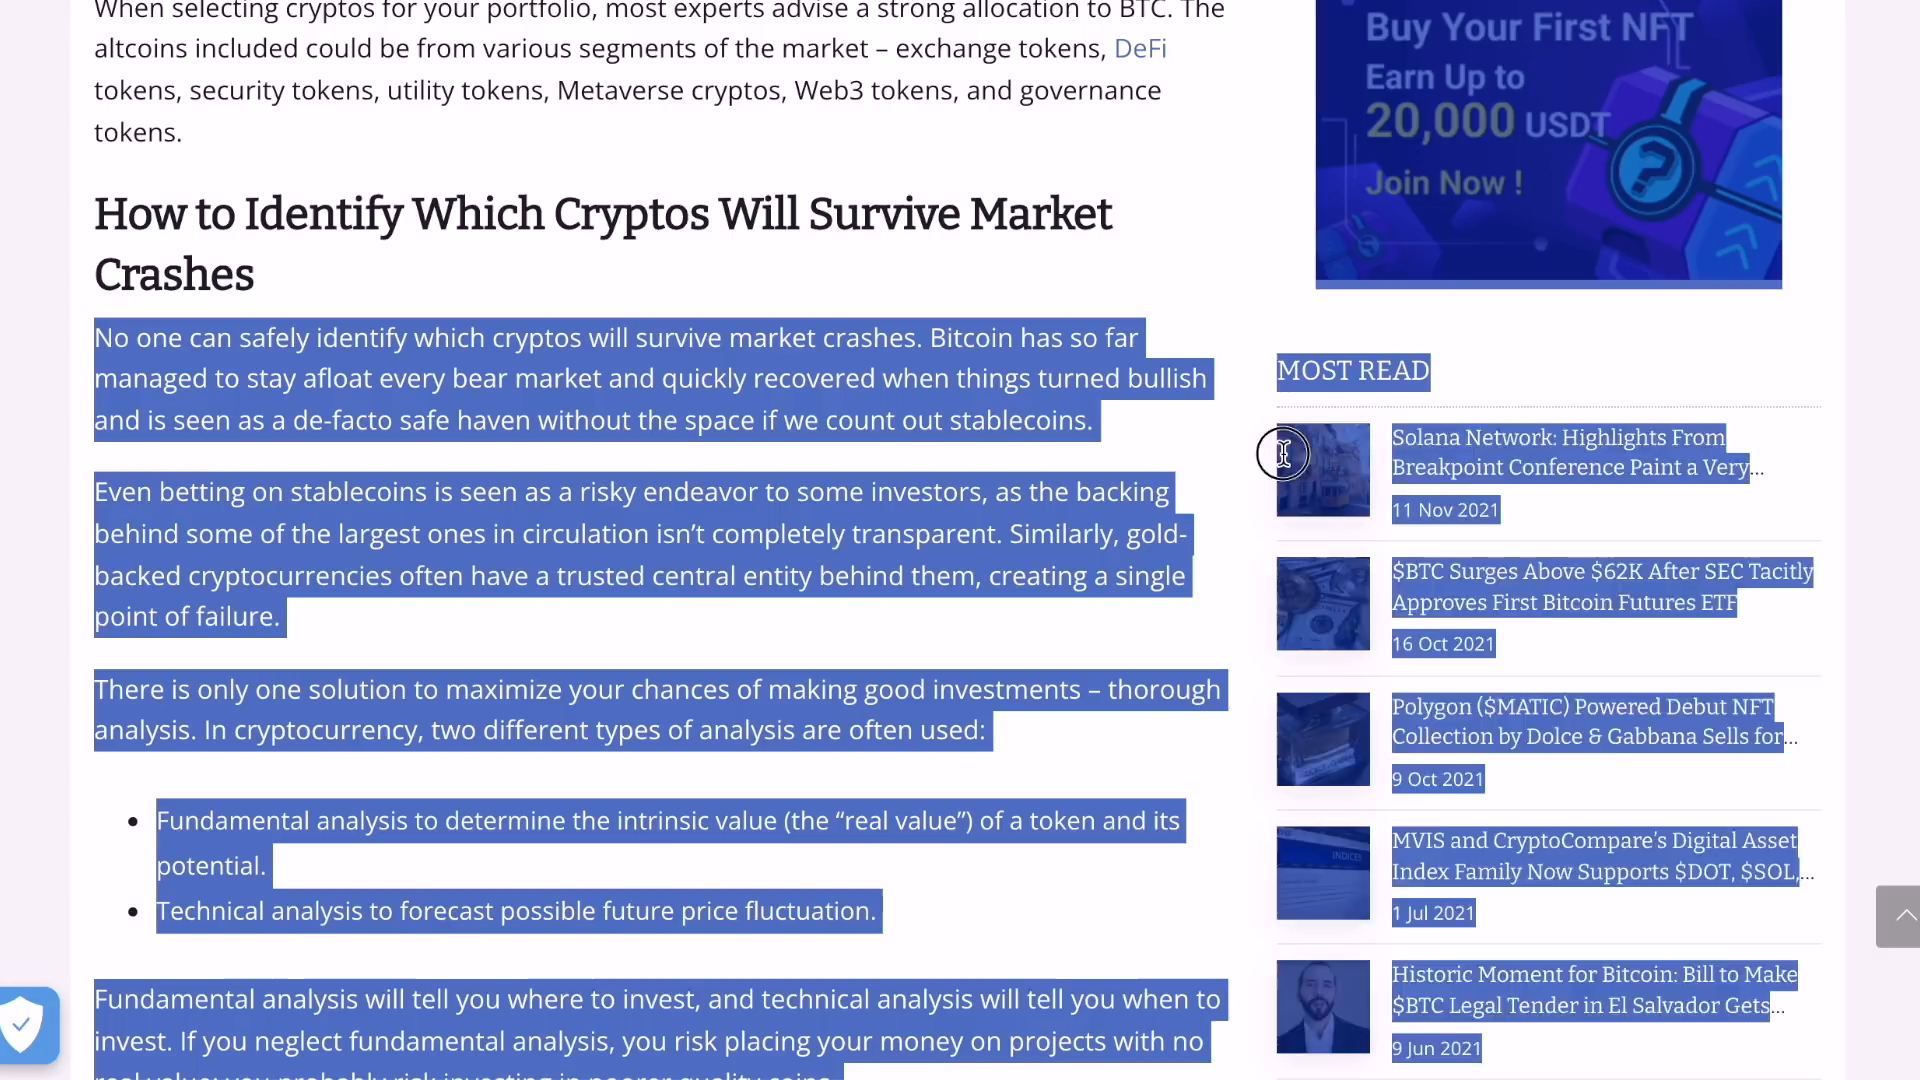 When selecting cryptos for your portfolio, most experts advise a strong allocation to BTC. The
altcoins included could be from various segments of the market – exchange tokens, DeFi
tokens, security tokens, utility tokens, Metaverse cryptos, Web3 tokens, and governance
tokens.
How to Identify Which Cryptos Will Survive Market
Crashes
No one can safely identify which cryptos will survive market crashes. Bitcoin has so far
managed to stay afloat every bear market and quickly recovered when things turned bullish
and is seen as a de-facto safe haven without the space if we count out stablecoins.
Even betting on stablecoins is seen as a risky endeavor to some investors, as the backing
behind some of the largest ones in circulation isn’t completely transparent. Similarly, gold-
backed cryptocurrencies often have a trusted central entity behind them, creating a single
point of failure.
There is only one solution to maximize your chances of making good investments – thorough
analysis. In cryptocurrency, two different types of analysis are often used:
Fundamental analysis to determine the intrinsic value (the “real value”) of a token and its
potential.
Technical analysis to forecast possible future price fluctuation.
Fundamental analysis will tell you where to invest, and technical analysis will tell you when to
invest. If you neglect fundamental analysis, you risk placing your money on projects with no
real value; you probably risk investing in poorer quality coins.
Buy Your First NFT
Earn Up to
20,000 USDT
Join Now !
MOST READ
Solana Network: Highlights From
Breakpoint Conference Paint a Very...
11 Nov 2021
$BTC Surges Above $62K After SEC Tacitly
Approves First Bitcoin Futures ETF
16 Oct 2021
Polygon ($MATIC) Powered Debut NFT
Collection by Dolce & Gabbana Sells for...
9 Oct 2021
INDICES
MVIS and CryptoCompare’s Digital Asset
Index Family Now Supports $DOT, $SOL,...
1 Jul 2021
Historic Moment for Bitcoin: Bill to Make
$BTC Legal Tender in El Salvador Gets...
9 Jun 2021